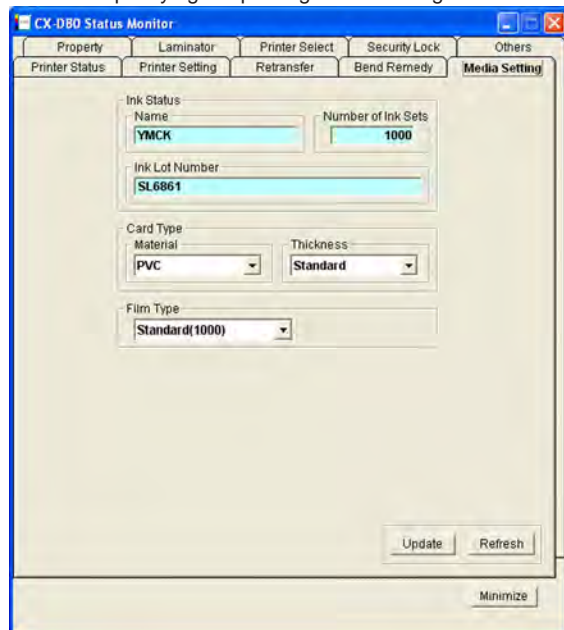 CX-D80 Status Monitor
Property Laminator Printer Select Security Lock Others
Printer Status Printer Setting Retransfer Bend Remedy Media Setting
Ink Status
Name Number of Ink Sets
YMCK 1000
Ink Lot Number
SL6861
Card Type
Material Thickness
PVC Standard
Film Type
Standard(1000)
Update Refresh
Minimize